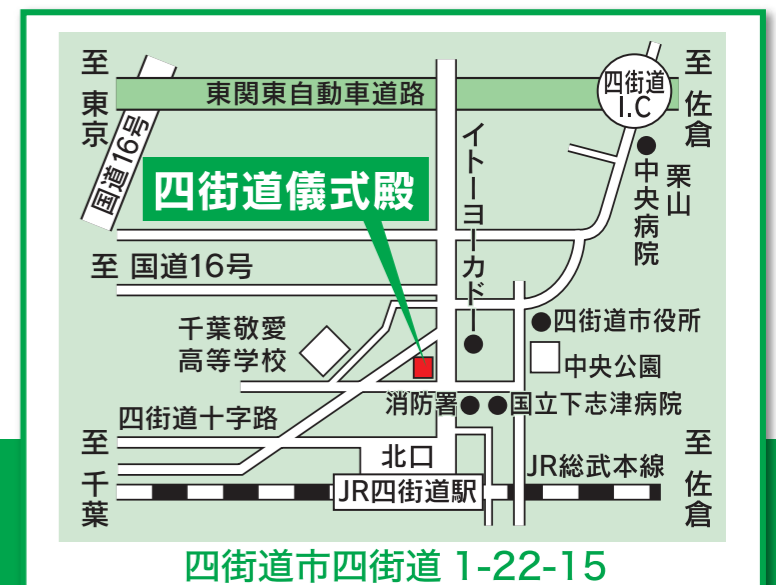 至東京
国道16号
東関東自動車道路
四街道
I.C
至佐倉
四街道儀式殿
イトーヨーカドー
中央病院
栗山
至 国道16号
千葉敬愛
高等学校
四街道市役所
中央公園
消防署
国立下志津病院
四街道十字路
至千葉
北口
JR四街道駅
JR総武本線
至佐倉
四街道市四街道 1-22-15